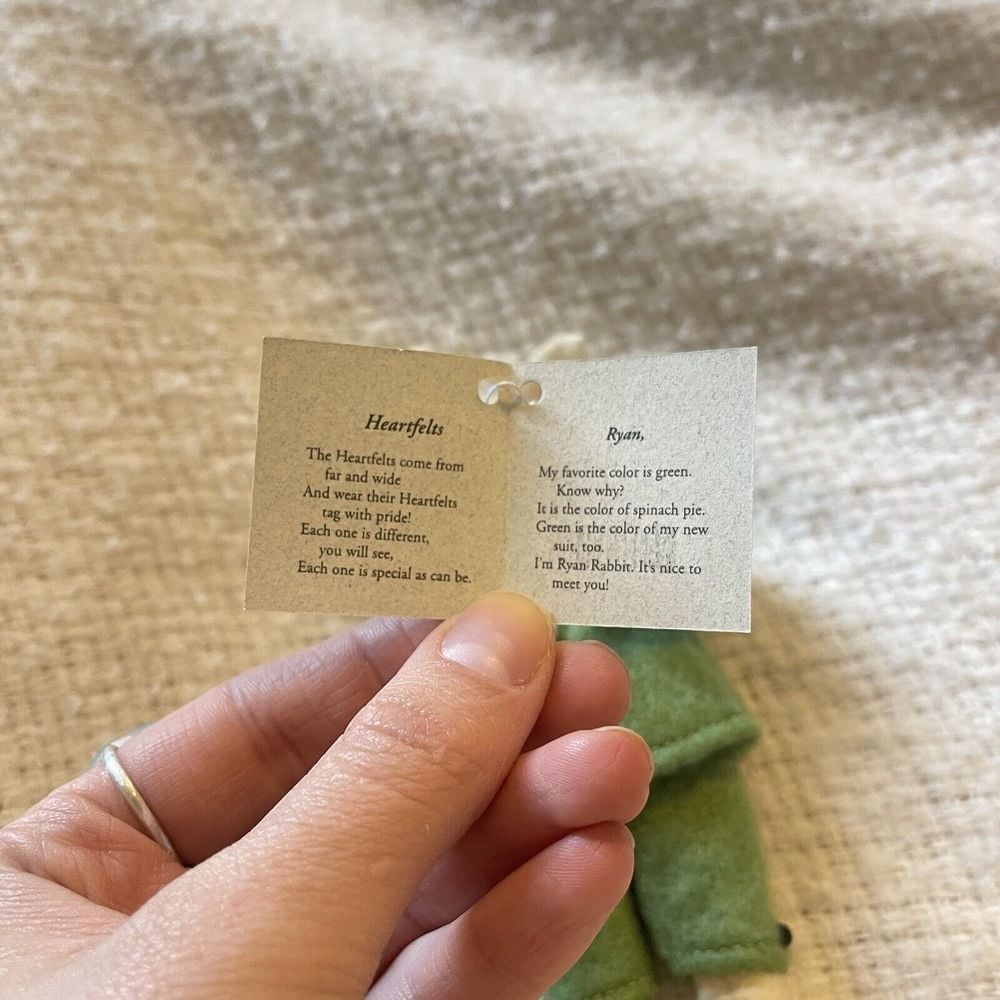 Heartfelts
The Heartfelts come from
far and wide
And wear their Heartfelts
tag with pride!
Each one is different,
you will see,
Each one is special as can be.
Ryan,
My favorite color is green.
Know why?
It is the color of spinach pie.
Green is the color of my new
suit, too.
I'm Ryan Rabbit. It's nice to
meet you!